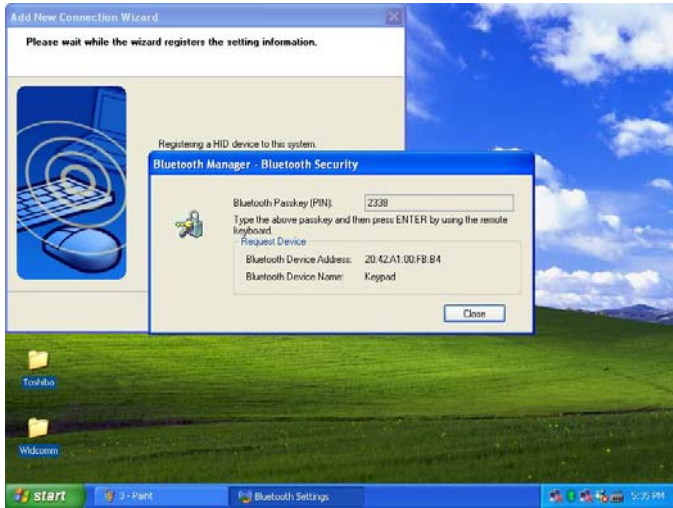 Add New Connection Wizard
Please wait while the wizard registers the setting information.
Registering a HID device to this system.
Bluetooth Manager - Bluetooth Security
Bluetooth Passkey (PIN): 2338
Type the above passkey and then press ENTER by using the remote
keyboard.
Request Device
Bluetooth Device Address: 20:42:A1:00:FB:B4
Bluetooth Device Name: Keypad
Close
Toshiba
Widcomm
start
3 - Paint
Bluetooth Settings
5:35 PM